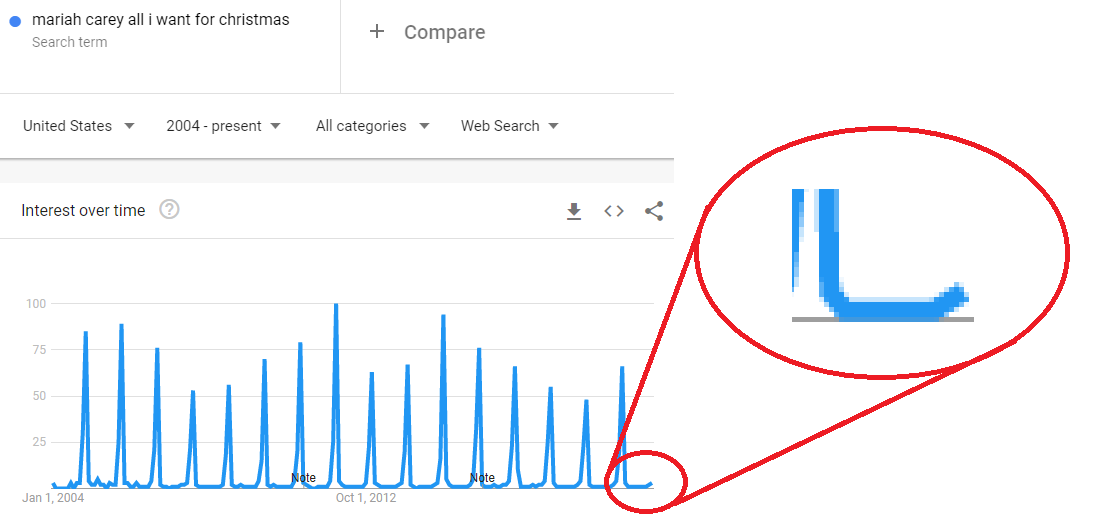 mariah carey all i want for christmas
Search term
+ Compare
United States
2004 - present
All categories
Web Search
Interest over time ?
100
75
50
25
Note
Note
Jan 1, 2004
Oct 1, 2012